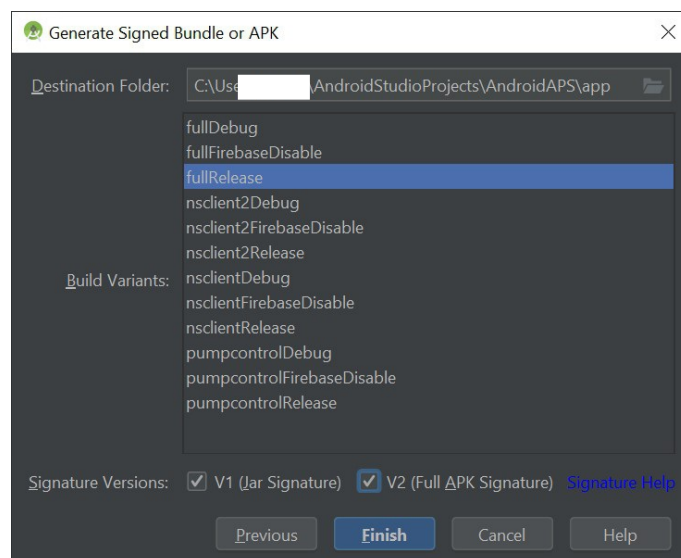 Generate Signed Bundle or APK
Destination Folder: C:\Use \AndroidStudioProjects\AndroidAPS\app
fullDebug
fullFirebaseDisable
fullRelease
nsclient2Debug
nsclient2FirebaseDisable
nsclient2Release
Build Variants: nsclientDebug
nsclientFirebaseDisable
nsclientRelease
pumpcontrolDebug
pumpcontrolFirebaseDisable
pumpcontrolRelease
Signature Versions: V1 (Jar Signature) V2 (Full APK Signature) Signature Help
Previous Finish Cancel Help